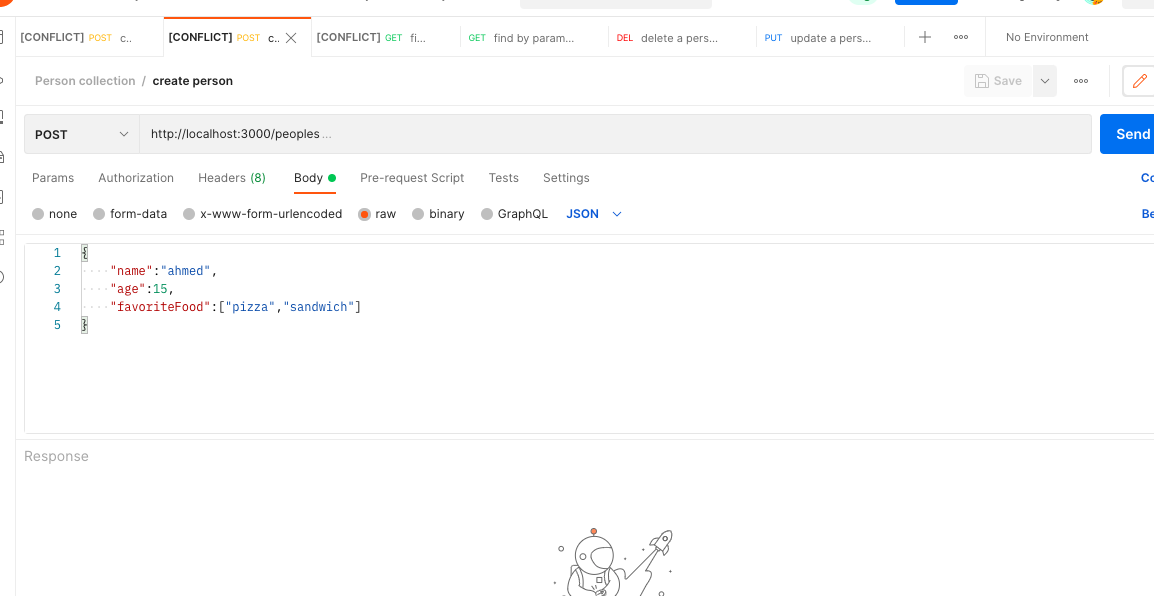 [CONFLICT] POST c.. [CONFLICT] POST c.. [CONFLICT] GET fi... GET find by param... DEL delete a pers... PUT update a pers... No Environment
Person collection / create person Save
POST http://localhost:3000/peoples ... Send
Params Authorization Headers (8) Body Pre-request Script Tests Settings Co
none form-data x-www-form-urlencoded raw binary GraphQL JSON Be
1 {
2 ····"name":"ahmed",
3 ····"age":15,
4 ····"favoriteFood":["pizza","sandwich"]
5 }
Response